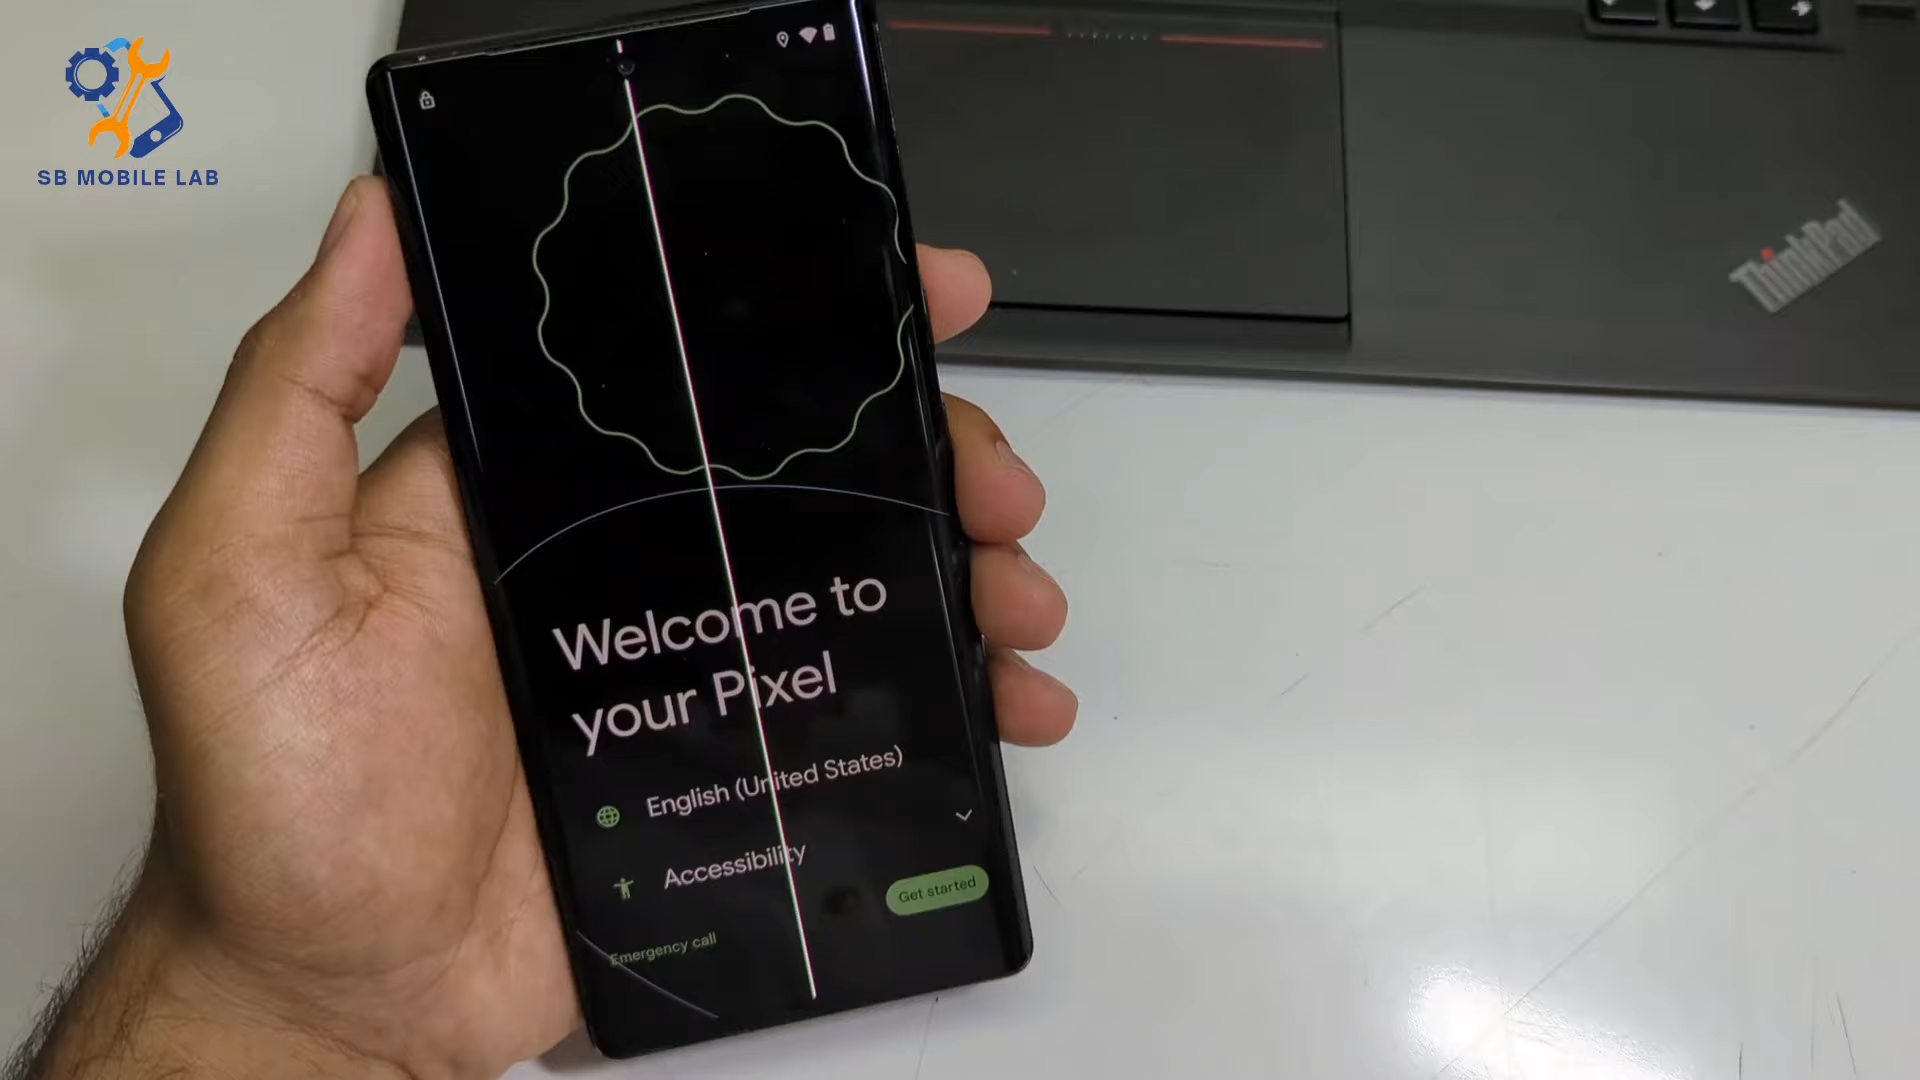 SB MOBILE LAB
ThinkPad
Welcome to
your Pixel
English (United States)
Accessibility
Get started
Emergency call